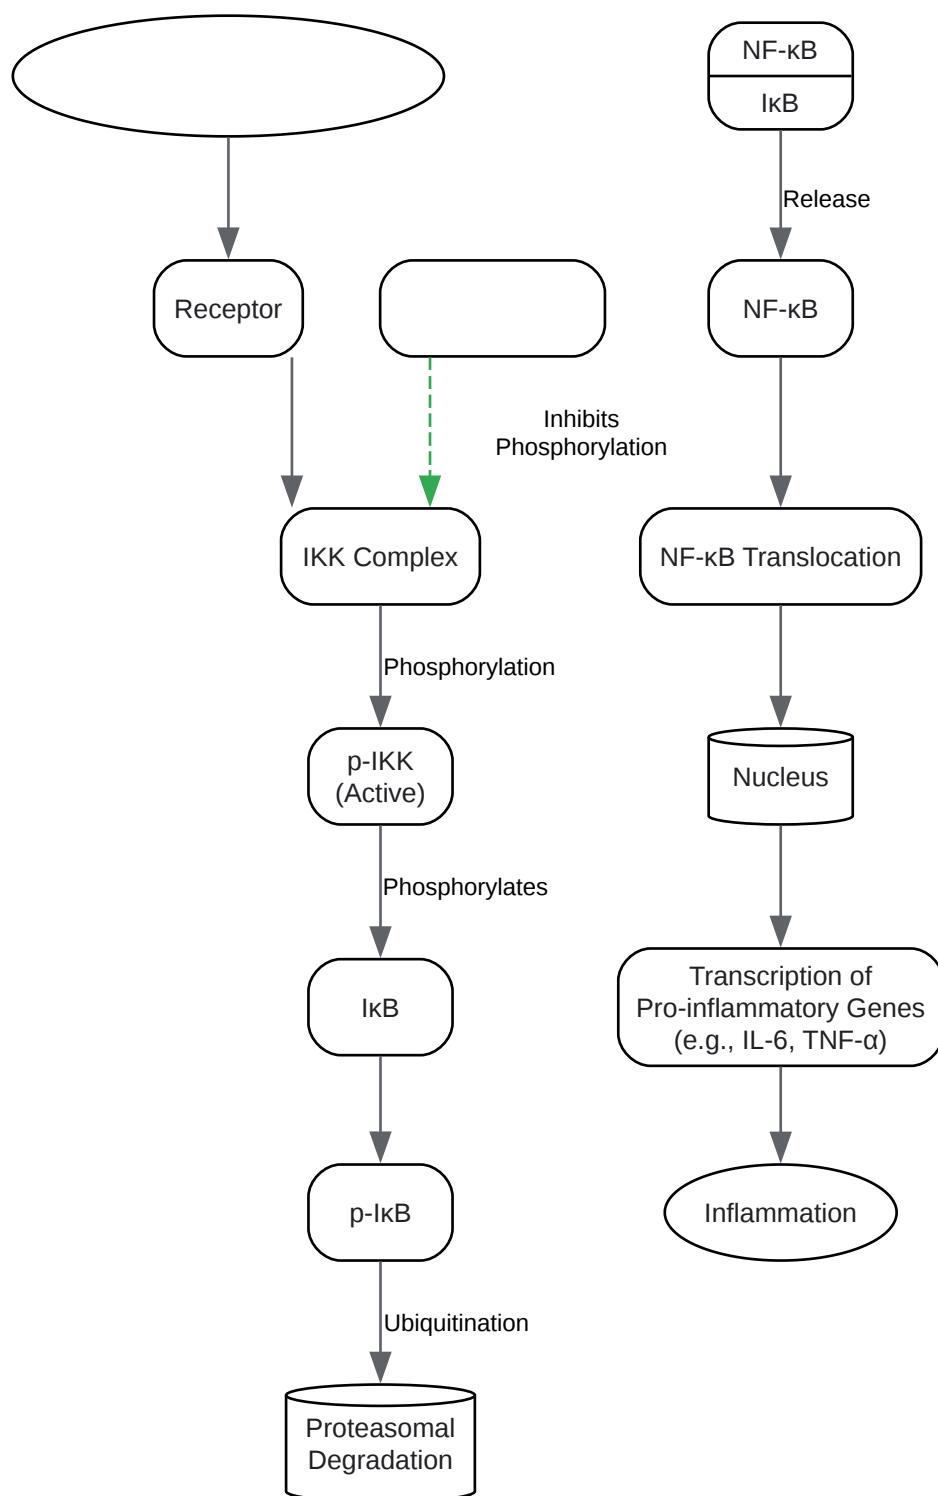 Receptor
Inhibits
Phosphorylation
IKK Complex
Phosphorylation
p-IKK
(Active)
Phosphorylates
IκB
p-IκB
Ubiquitination
Proteasomal
Degradation
NF-κB
IκB
Release
NF-κB
NF-κB Translocation
Nucleus
Transcription of
Pro-inflammatory Genes
(e.g., IL-6, TNF-α)
Inflammation